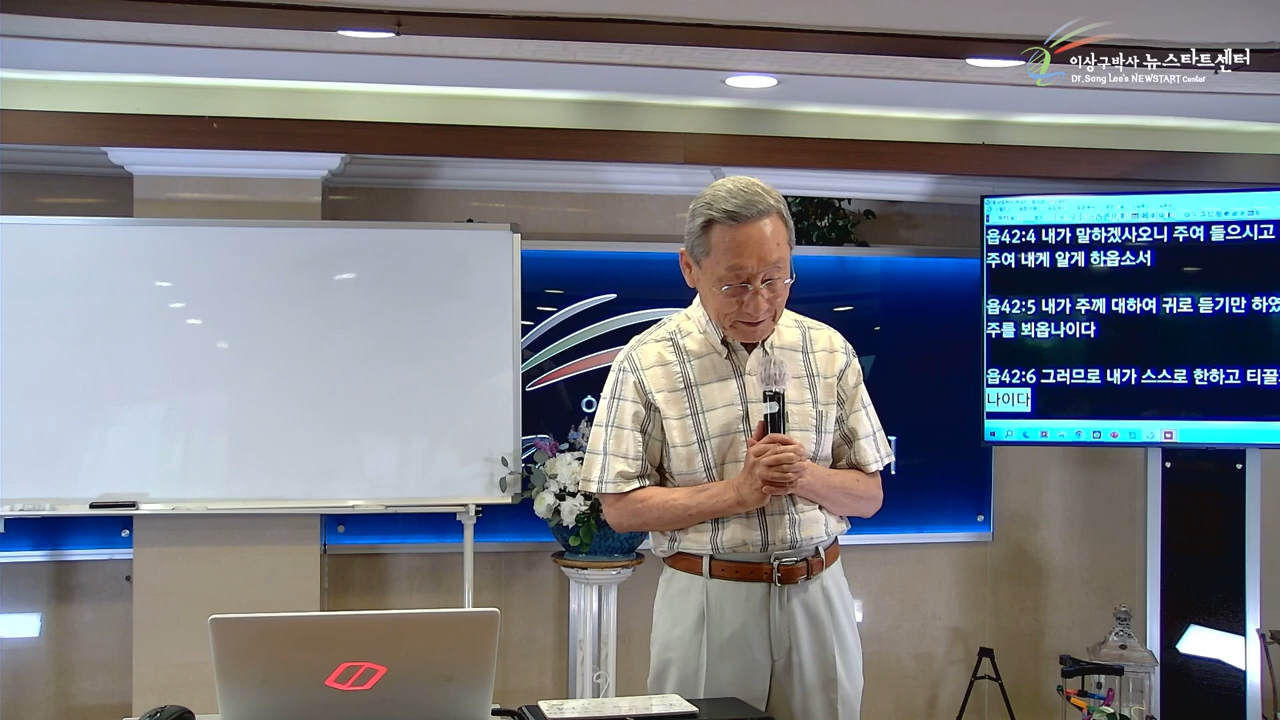 이상구박사 뉴스타트센터
Dr. Sang Lee's NEWSTART Center
욥42:4 내가 말하겠사오니 주여 들으시고
주여 내게 알게 하옵소서
욥42:5 내가 주께 대하여 귀로 듣기만 하였
주를 뵈옵나이다
욥42:6 그러므로 내가 스스로 한하고 티끌
나이다